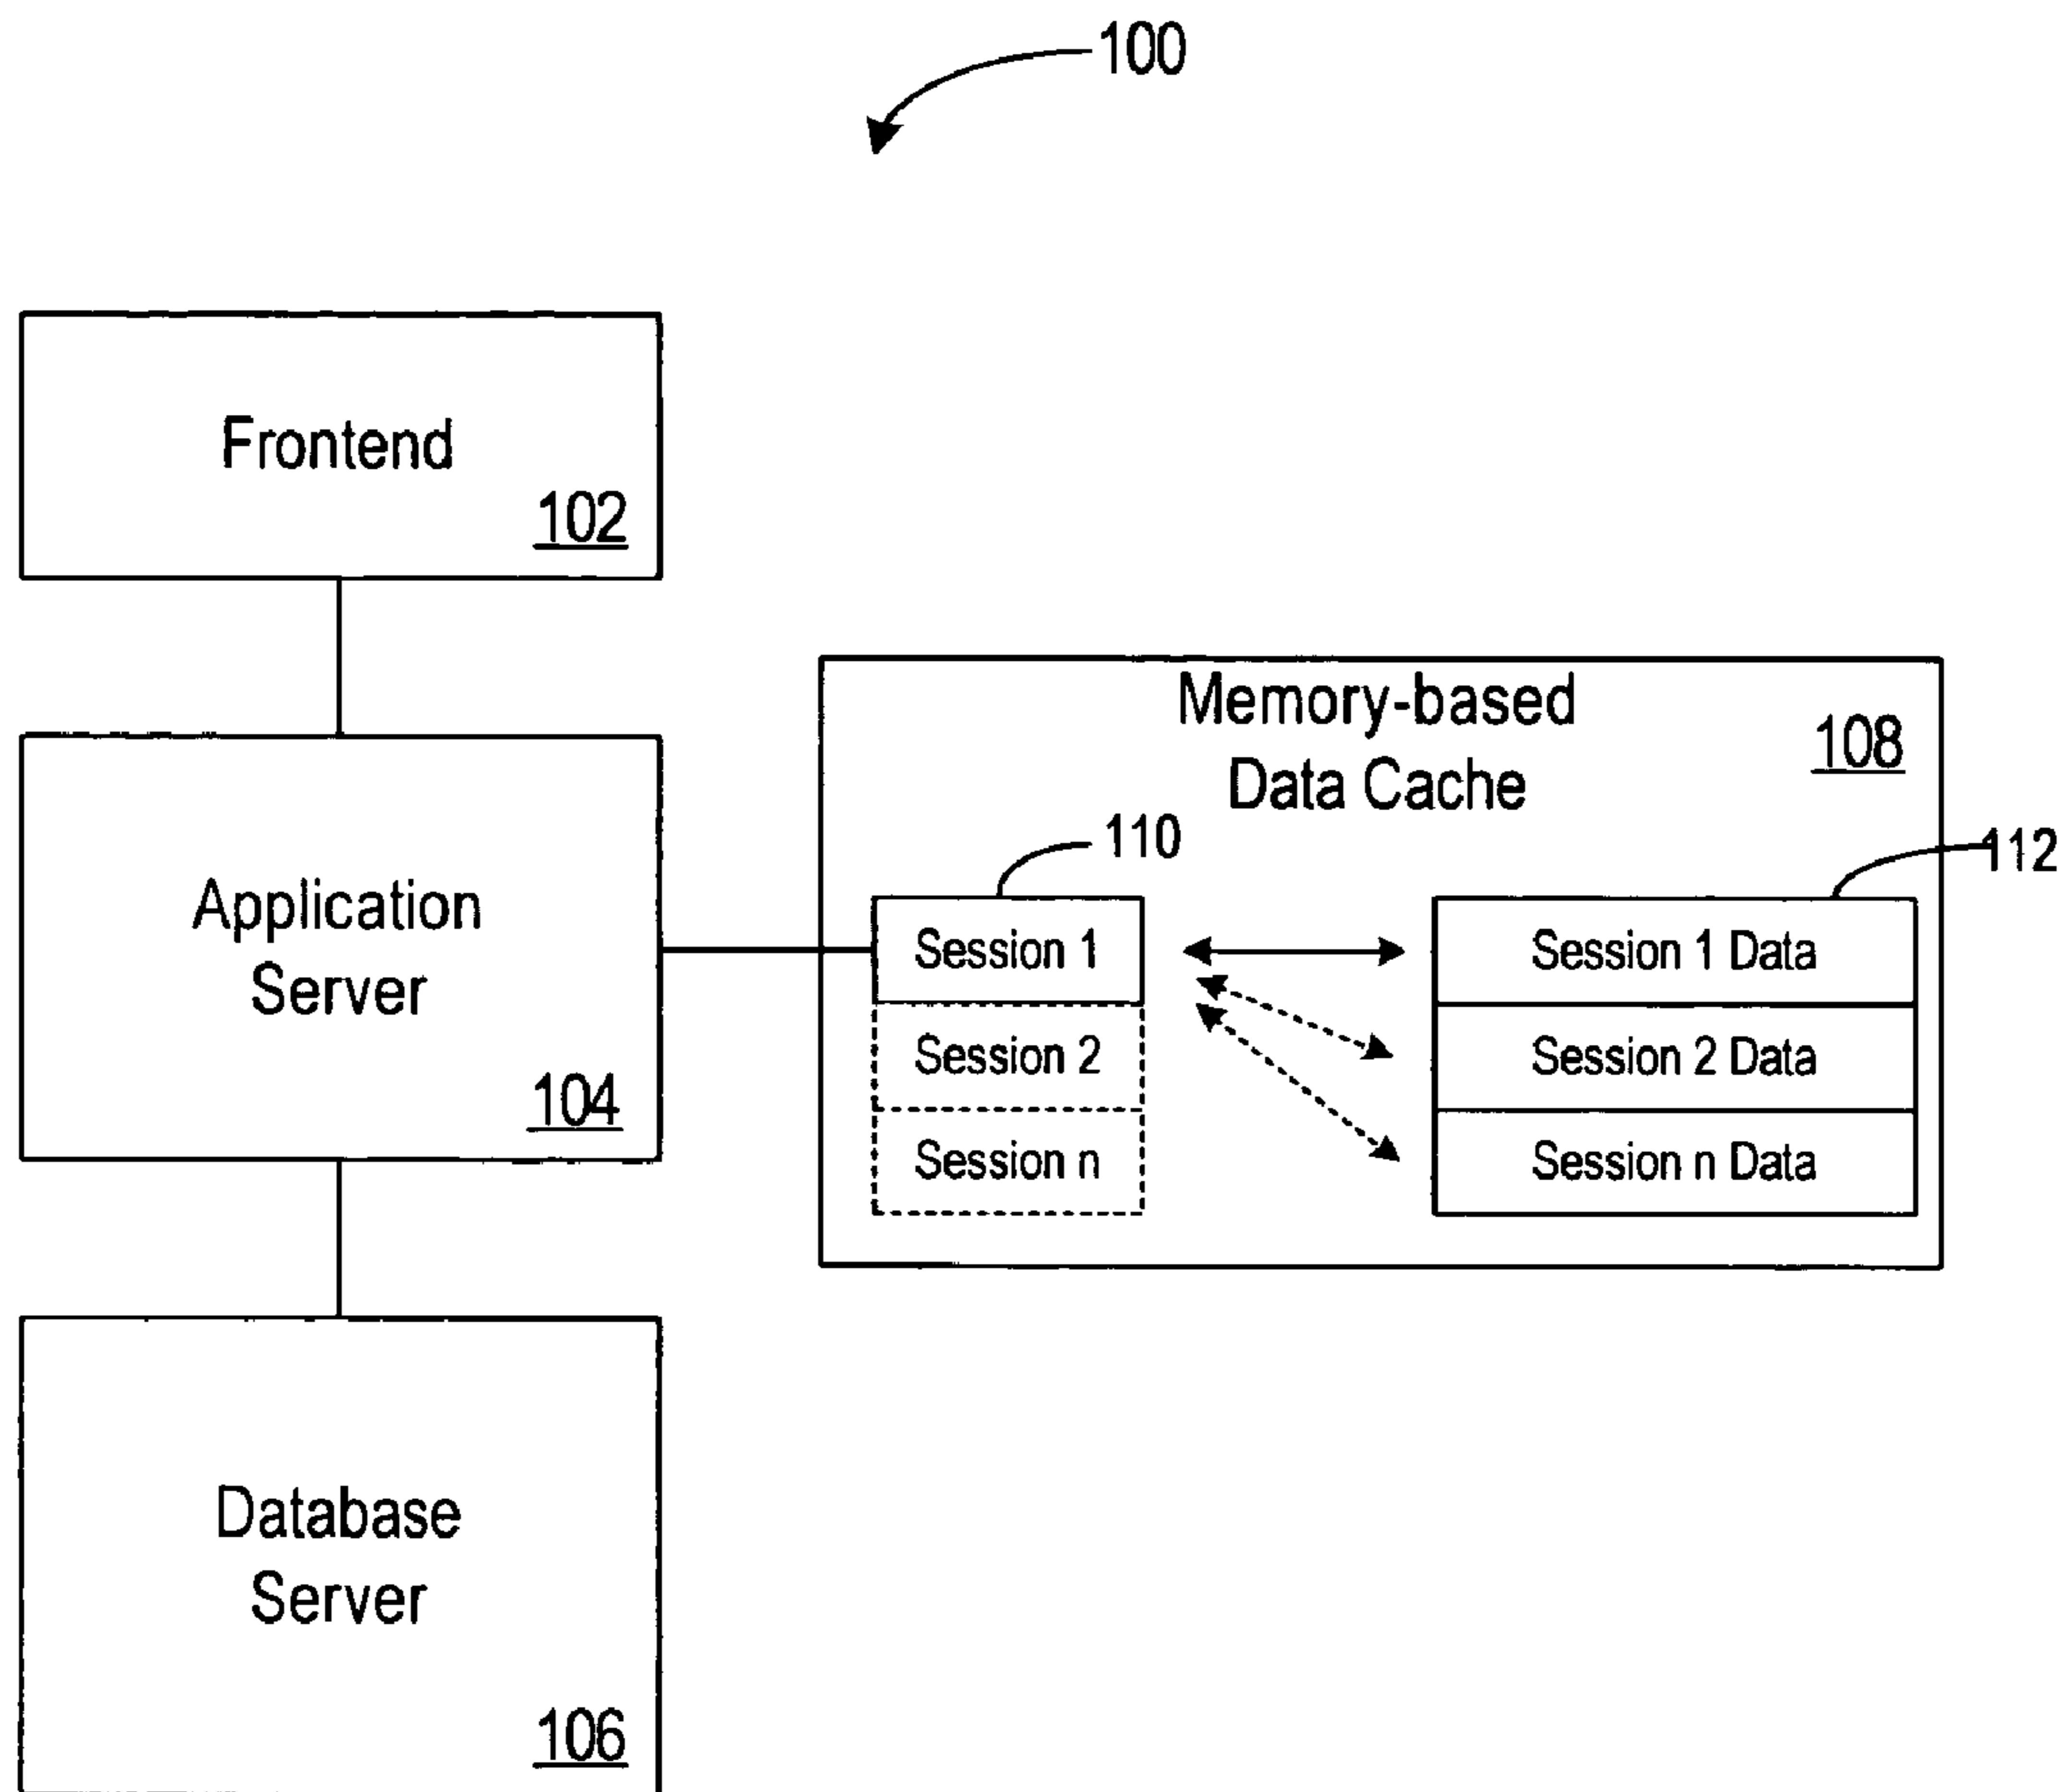 100
Frontend
102
Memory-based
Data Cache
108
110
112
Application
Server
104
Session 1
Session 2
Session n
Session 1 Data
Session 2 Data
Session n Data
Database
Server
106